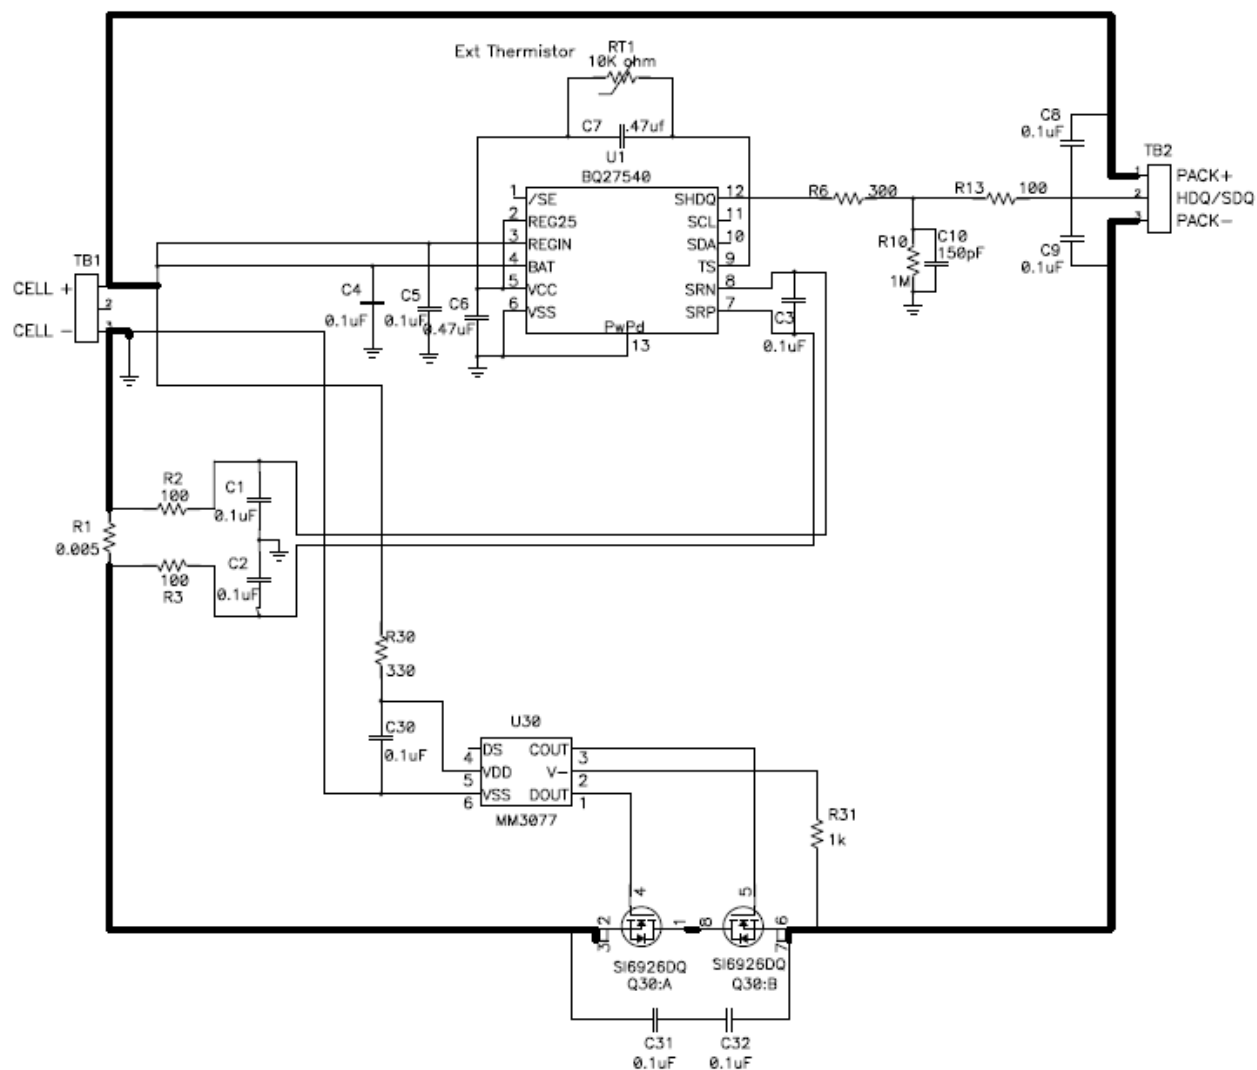 Ext Thermistor
RT1
10K ohm
C7 .47uf
U1
BQ27540
1 /SE
2 REG25
3 REGIN
4 BAT
5 VCC
6 VSS
SHDQ 12
SCL 11
SDA 10
TS 9
SRN 8
SRP 7
PwPd
13
R6 300
R13 100
R10
1M
C10
150pF
C8
0.1uF
C9
0.1uF
TB2
1 PACK+
2 HDQ/SDQ
3 PACK-
TB1
CELL +
2
CELL -
C4
0.1uF
C5
0.1uF
C6
0.47uF
C3
0.1uF
R2
100
C1
0.1uF
R1
0.005
C2
0.1uF
100
R3
R30
330
C30
0.1uF
U30
4 DS
5 VDD
6 VSS
COUT 3
V- 2
DOUT 1
MM3077
R31
1k
4
5
2
3
1
8
6
7
SI6926DQ
Q30:A
SI6926DQ
Q30:B
C31
0.1uF
C32
0.1uF